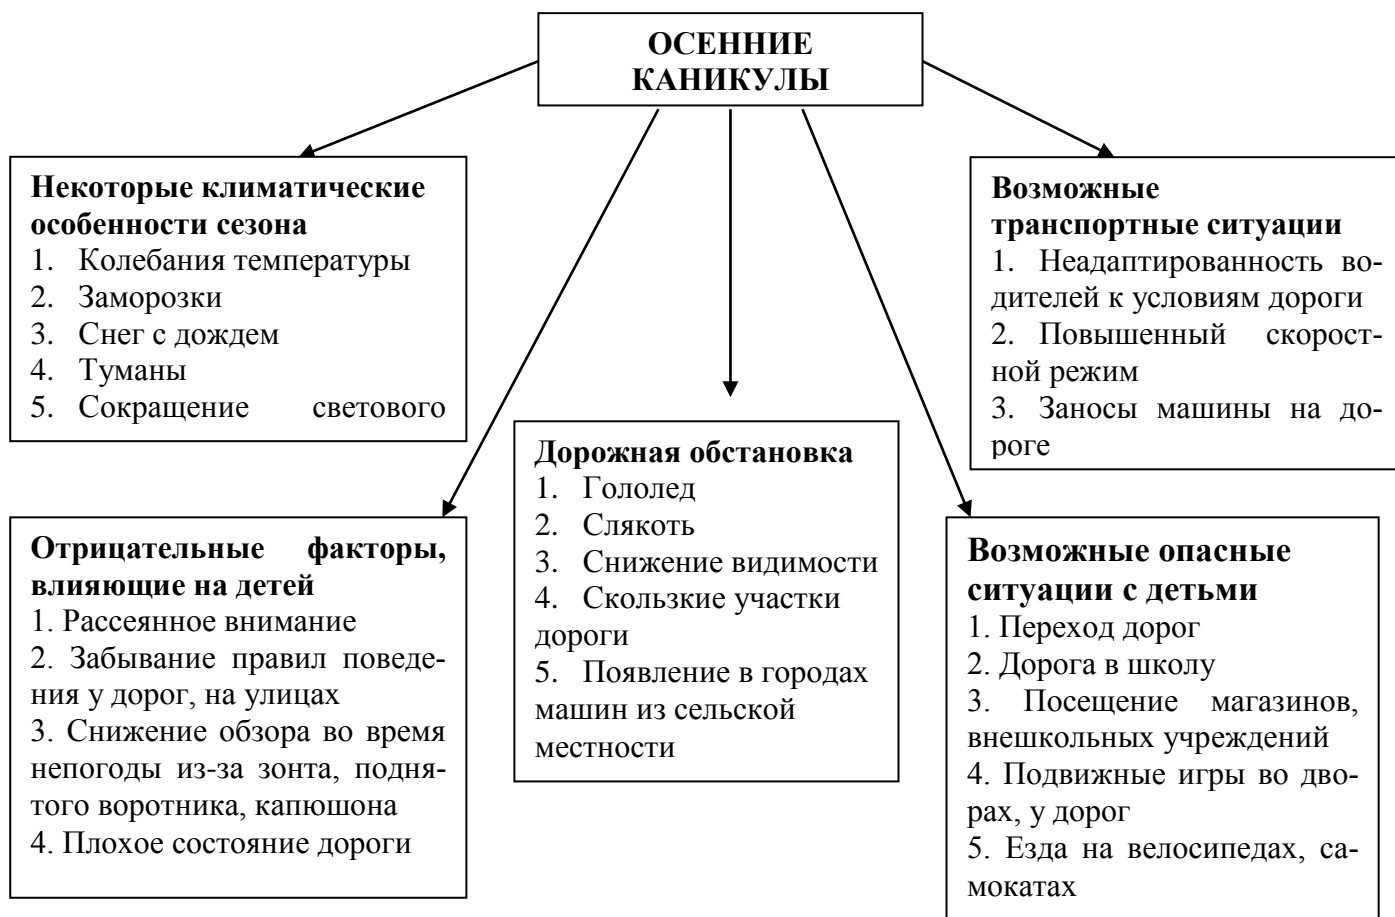 ОСЕННИЕ
КАНИКУЛЫ
Некоторые климатические
особенности сезона
1. Колебания температуры
2. Заморозки
3. Снег с дождем
4. Туманы
5. Сокращение светового
Возможные
транспортные ситуации
1. Неадаптированность во-
дителей к условиям дороги
2. Повышенный скорост-
ной режим
3. Заносы машины на до-
роге
Дорожная обстановка
1. Гололед
2. Слякоть
3. Снижение видимости
4. Скользкие участки
дороги
5. Появление в городах
машин из сельской
местности
Отрицательные факторы,
влияющие на детей
1. Рассеянное внимание
2. Забывание правил поведе-
ния у дорог, на улицах
3. Снижение обзора во время
непогоды из-за зонта, подня-
того воротника, капюшона
4. Плохое состояние дороги
Возможные опасные
ситуации с детьми
1. Переход дорог
2. Дорога в школу
3. Посещение магазинов,
внешкольных учреждений
4. Подвижные игры во дво-
рах, у дорог
5. Езда на велосипедах, са-
мокатах